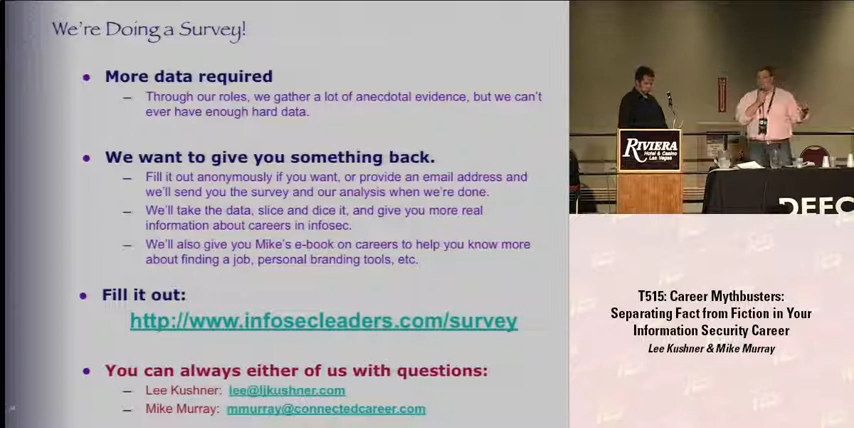 We're Doing a Survey!
● More data required
– Through our roles, we gather a lot of anecdotal evidence, but we can't
ever have enough hard data.
● We want to give you something back.
– Fill it out anonymously if you want, or provide an email address and
we'll send you the survey and our analysis when we're done.
– We'll take the data, slice and dice it, and give you more real
information about careers in infosec.
– We'll also give you Mike's e-book on careers to help you know more
about finding a job, personal branding tools, etc.
● Fill it out:
http://www.infosecleaders.com/survey
● You can always either of us with questions:
– Lee Kushner: lee@ljkushner.com
– Mike Murray: mmurray@connectedcareer.com
RIVIERA
Hotel & Casino
Las Vegas
DEFC
T515: Career Mythbusters:
Separating Fact from Fiction in Your
Information Security Career
Lee Kushner & Mike Murray